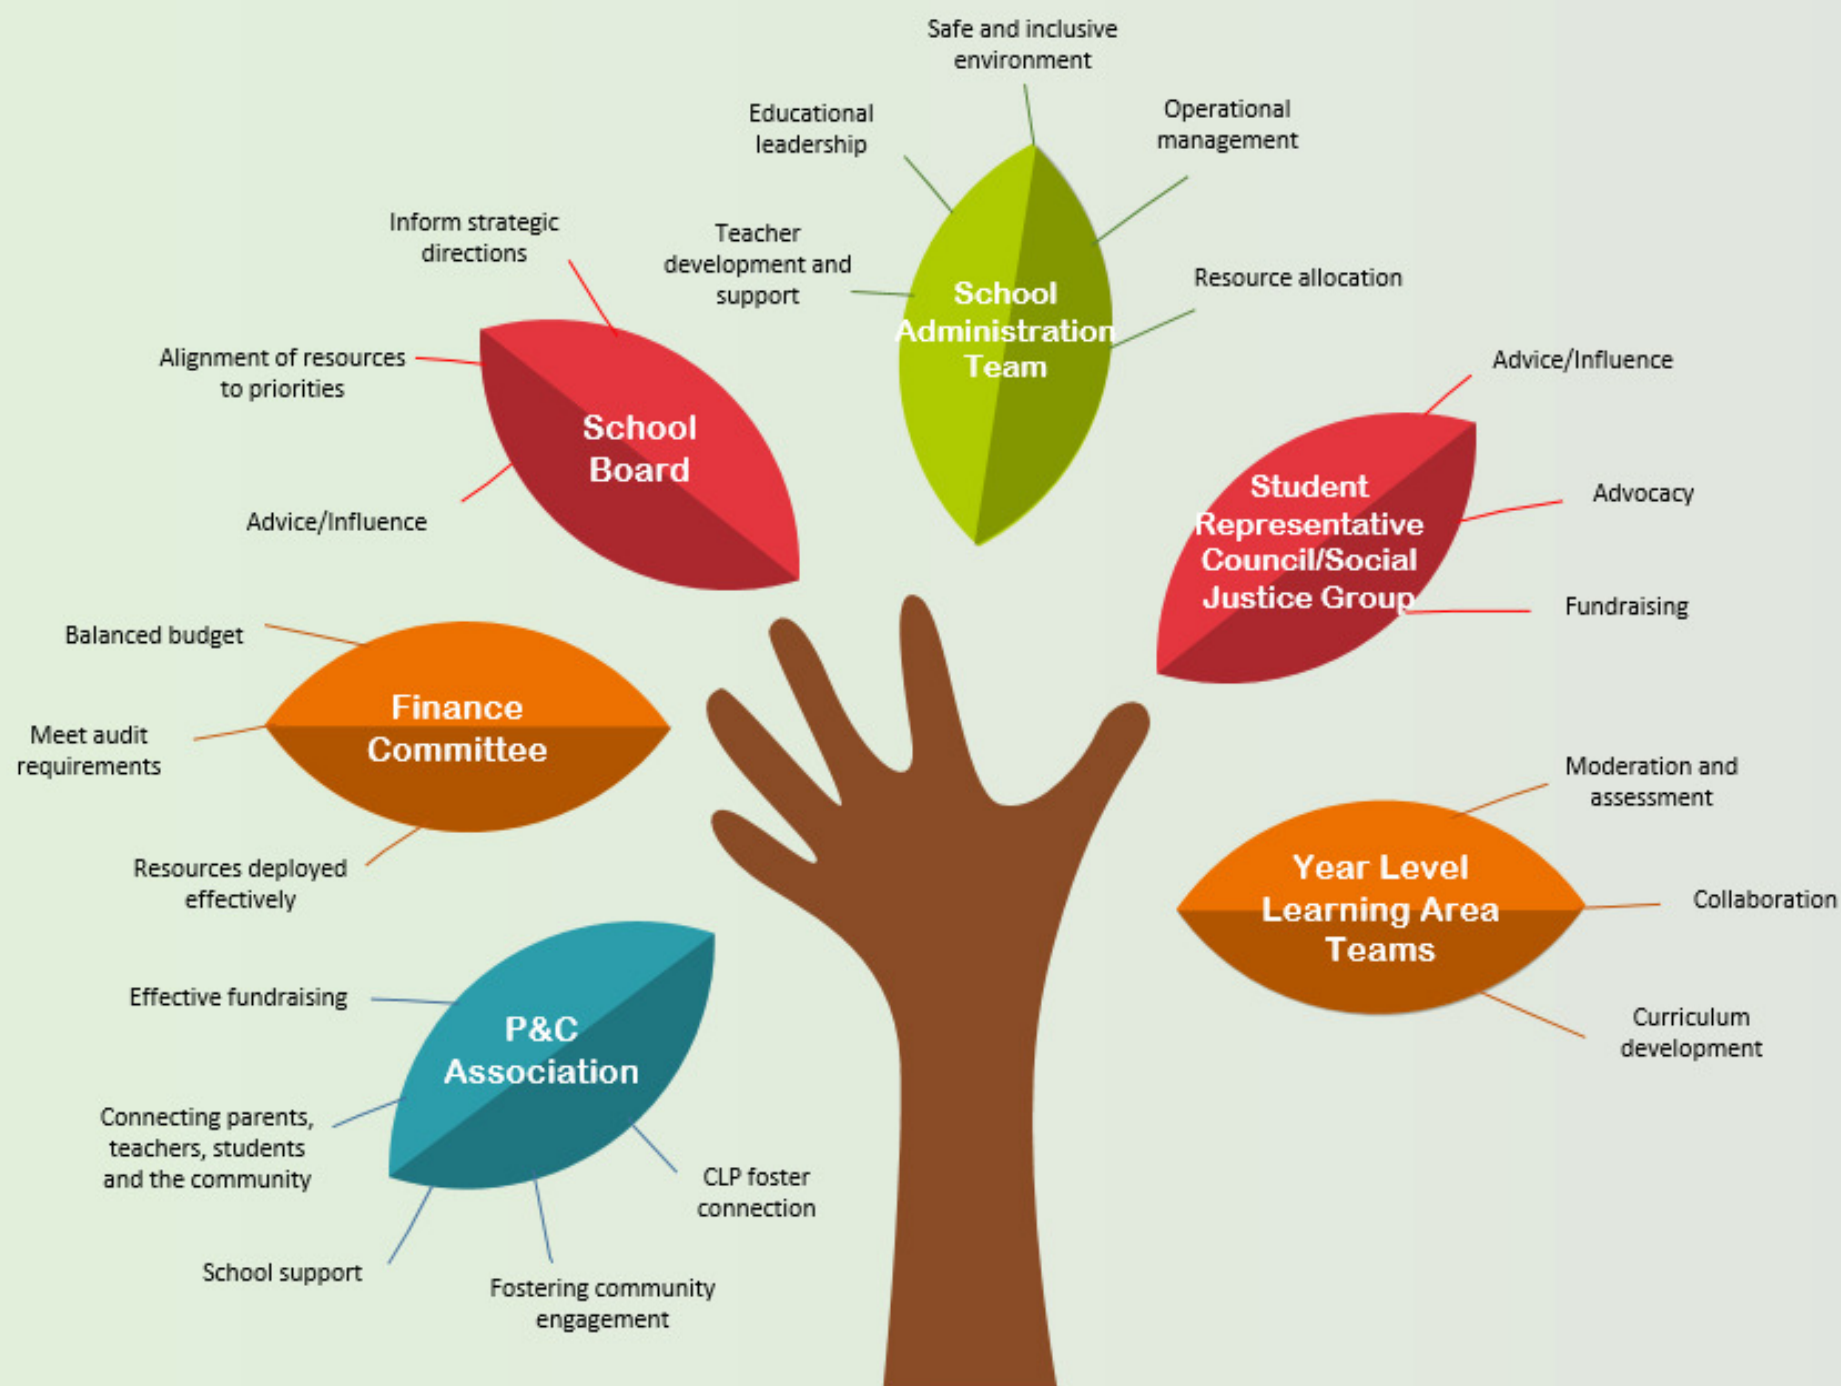 Safe and inclusive
environment
Educational
leadership
Operational
management
Teacher
development and
support
Resource allocation
School
Administration
Team
Inform strategic
directions
Alignment of resources
to priorities
Advice/Influence
School
Board
Advice/Influence
Advocacy
Fundraising
Student
Representative
Council/Social
Justice Group
Balanced budget
Meet audit
requirements
Resources deployed
effectively
Finance
Committee
Moderation and
assessment
Collaboration
Curriculum
development
Year Level
Learning Area
Teams
Effective fundraising
Connecting parents,
teachers, students
and the community
School support
Fostering community
engagement
CLP foster
connection
P&C
Association